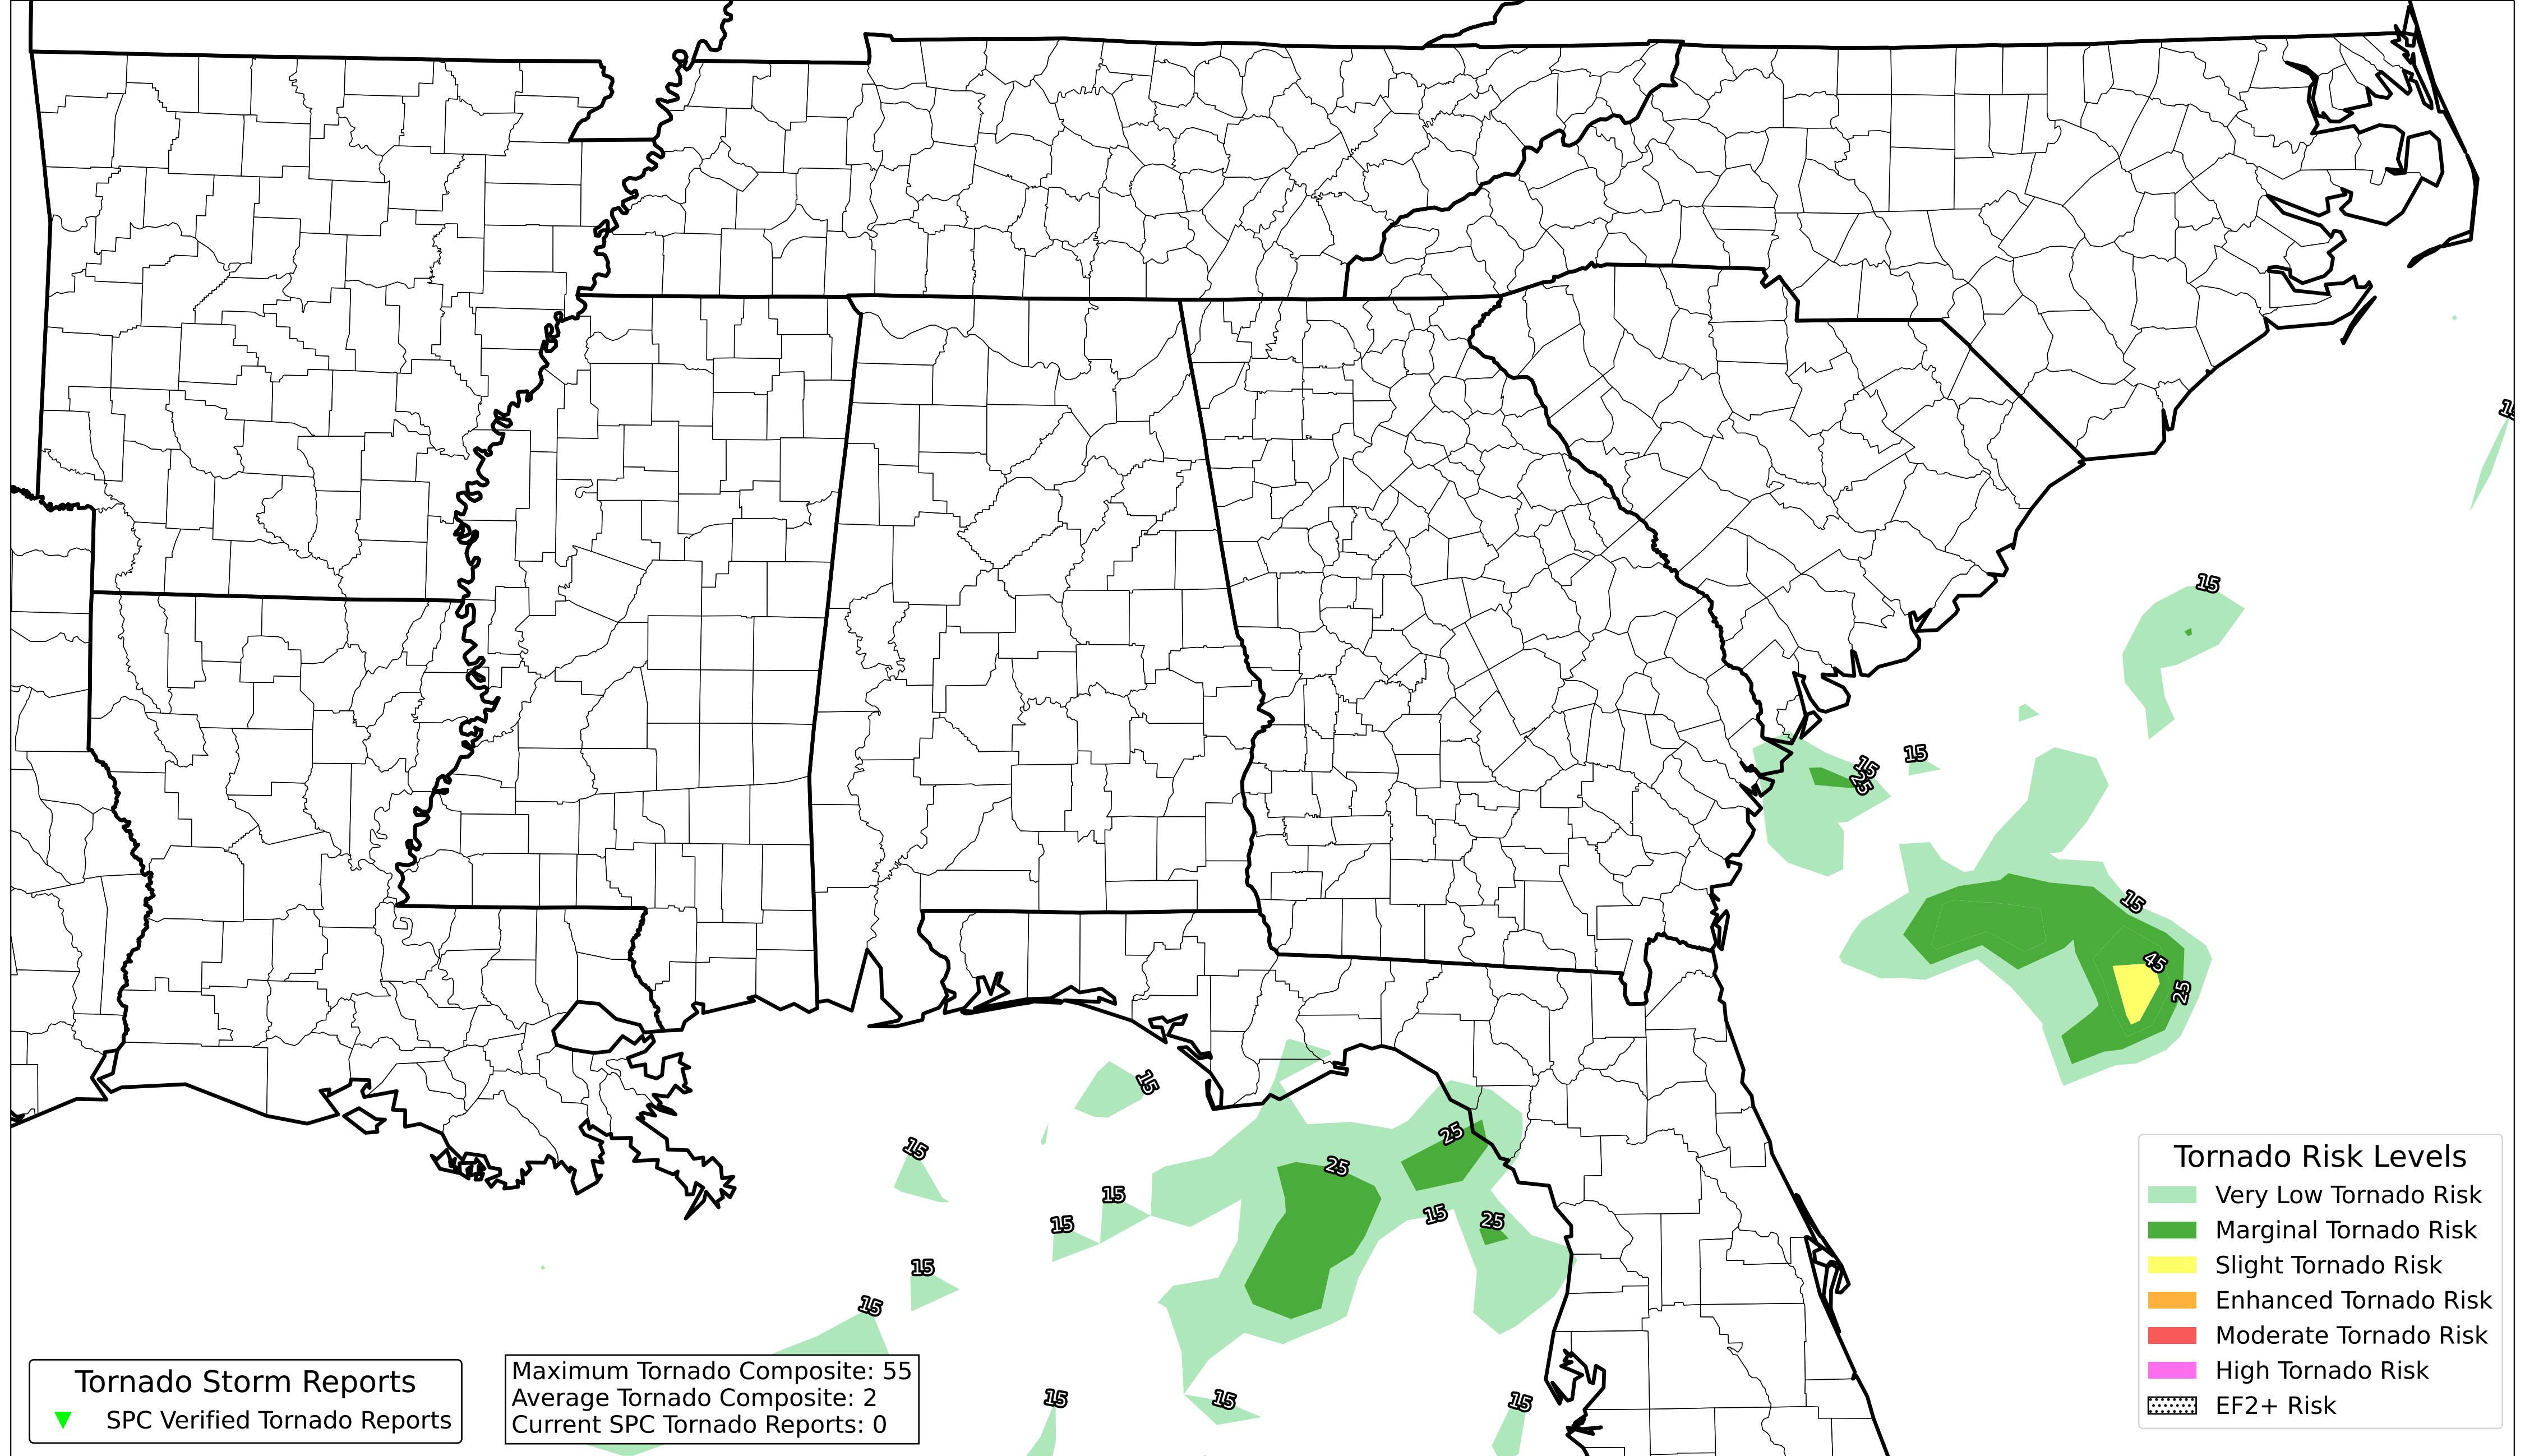 15
15
15
15
25
15
45
25
15
25
15
25
15
15
15
25
15
15
15
15
15
Tornado Risk Levels
Very Low Tornado Risk
Marginal Tornado Risk
Slight Tornado Risk
Enhanced Tornado Risk
Moderate Tornado Risk
High Tornado Risk
EF2+ Risk
Tornado Storm Reports
SPC Verified Tornado Reports
Maximum Tornado Composite: 55
Average Tornado Composite: 2
Current SPC Tornado Reports: 0